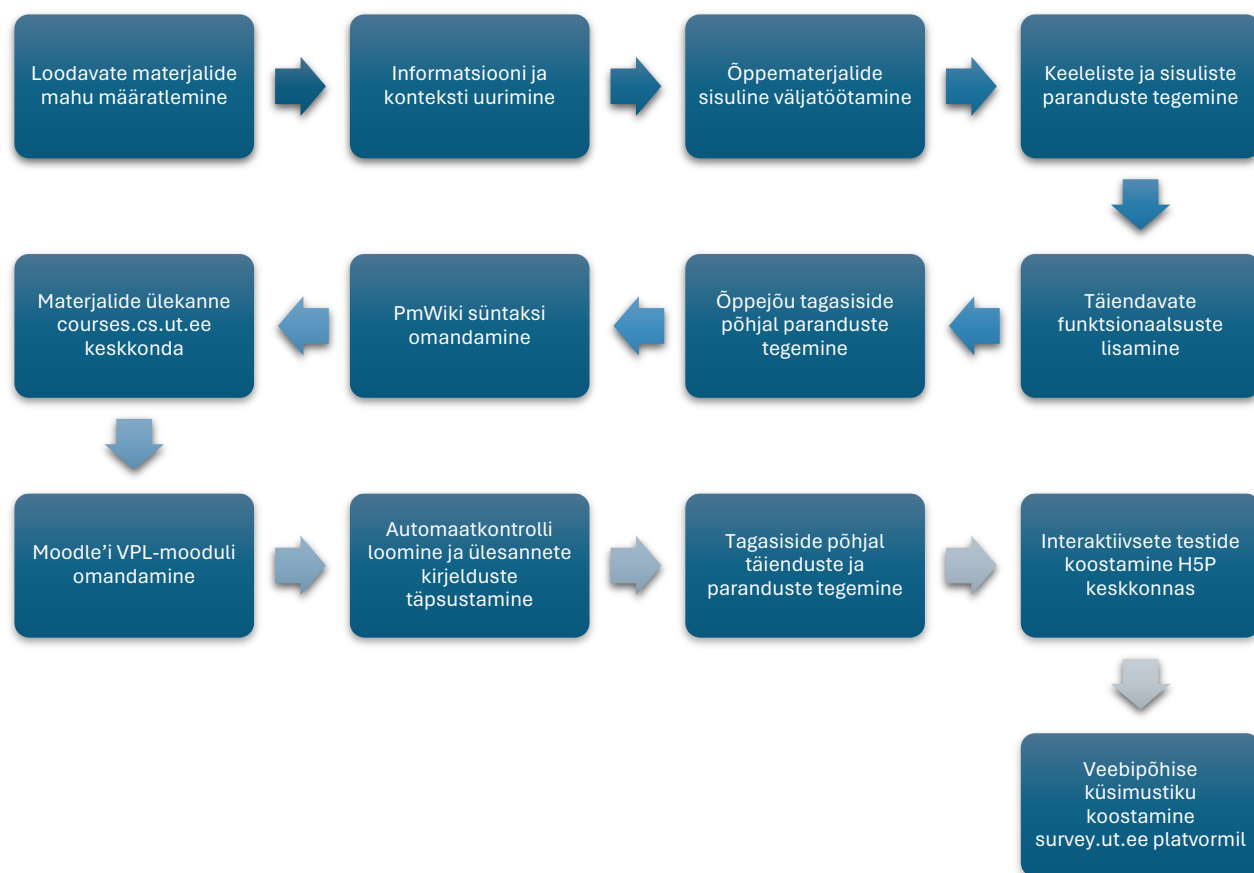 Loodavate materjalide
mahu määratlemine
Informatsiooni ja
konteksti uurimine
Õppematerjalide
sisuline väljatöötamine
Keeleliste ja sisuliste
paranduste tegemine
Täiendavate
funktsionaalsuste
lisamine
Õppejõu tagasiside
põhjal paranduste
tegemine
PmWiki süntaksi
omandamine
Materjalide ülekanne
courses.cs.ut.ee
keskkonda
Moodle’i VPL-mooduli
omandamine
Automaatkontrolli
loomine ja ülesannete
kirjelduste
täpsustamine
Tagasiside põhjal
täienduste ja
paranduste tegemine
Interaktiivsete testide
koostamine H5P
keskkonnas
Veebipõhise
küsimustiku
koostamine
survey.ut.ee platvormil